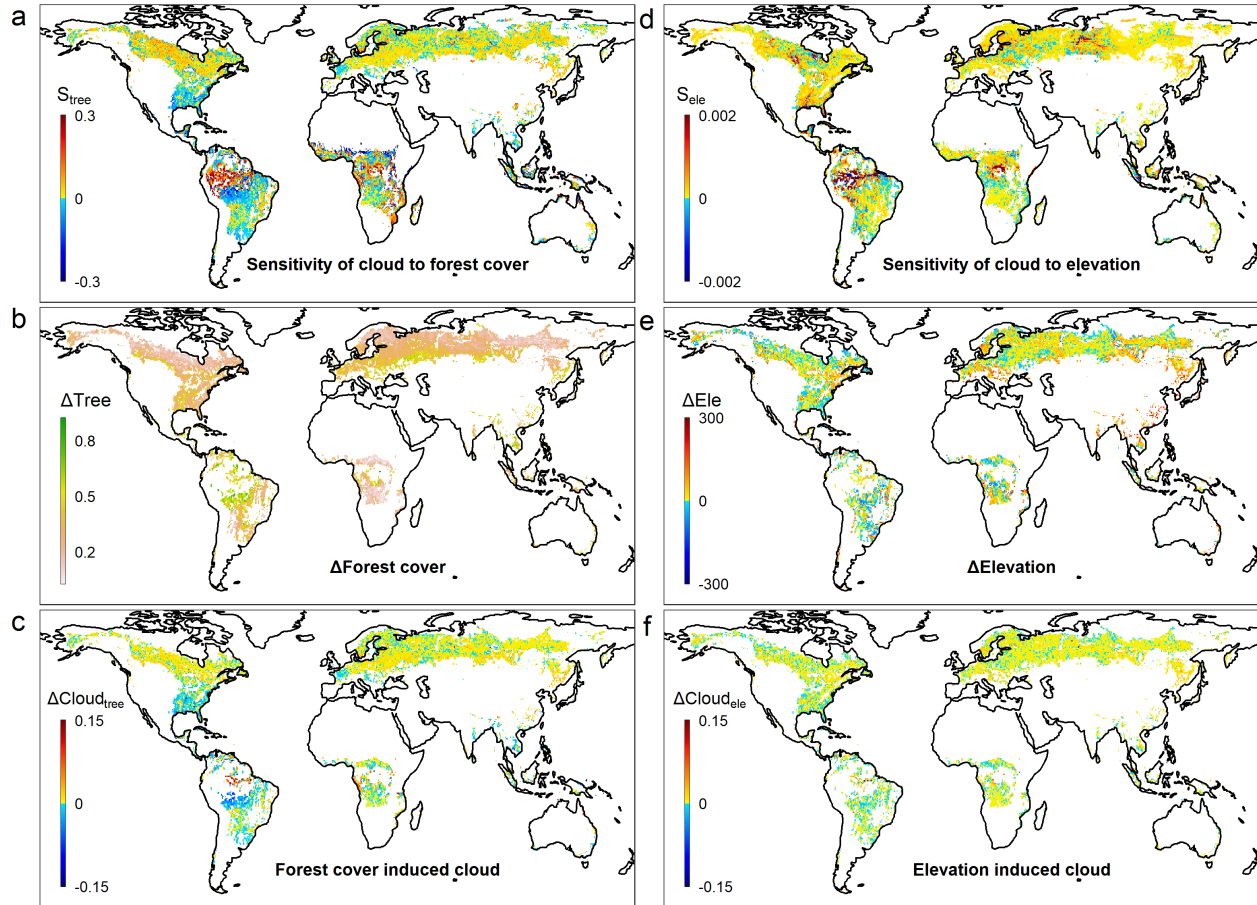 a
S_tree
0.3
0
-0.3
Sensitivity of cloud to forest cover
d
S_ele
0.002
0
-0.002
Sensitivity of cloud to elevation
b
ΔTree
0.8
0.5
0.2
ΔForest cover
e
ΔEle
300
0
-300
ΔElevation
c
ΔCloud_tree
0.15
0
-0.15
Forest cover induced cloud
f
ΔCloud_ele
0.15
0
-0.15
Elevation induced cloud